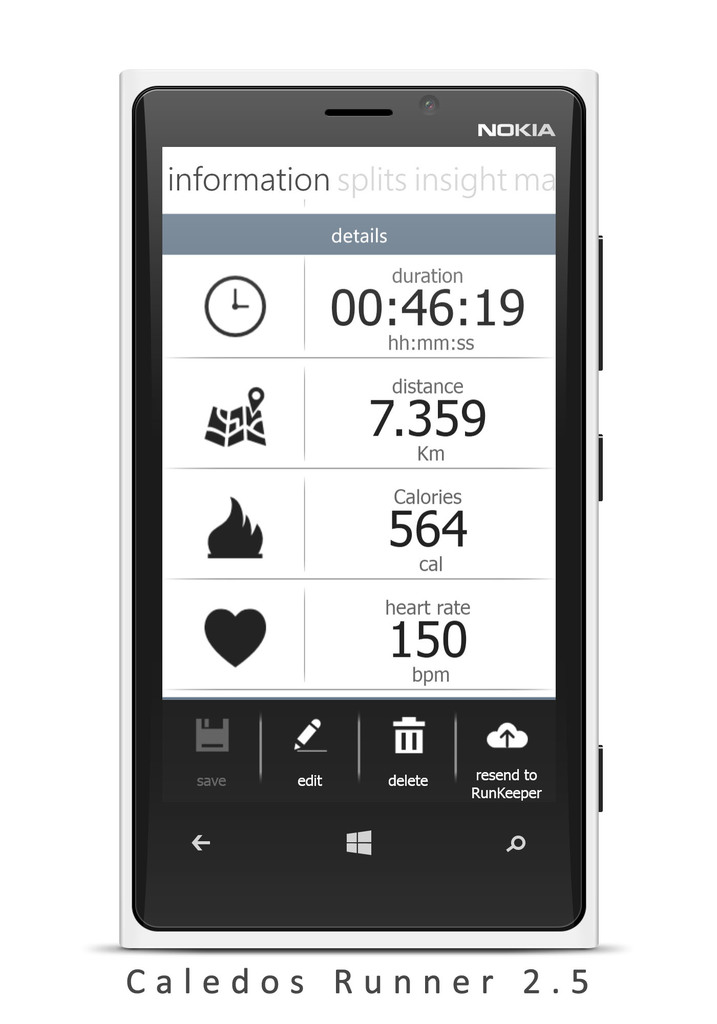 NOKIA
information splits insight ma
details
duration
00:46:19
hh:mm:ss
distance
7.359
Km
Calories
564
cal
heart rate
150
bpm
save edit delete resend to
RunKeeper
Caledos Runner 2.5